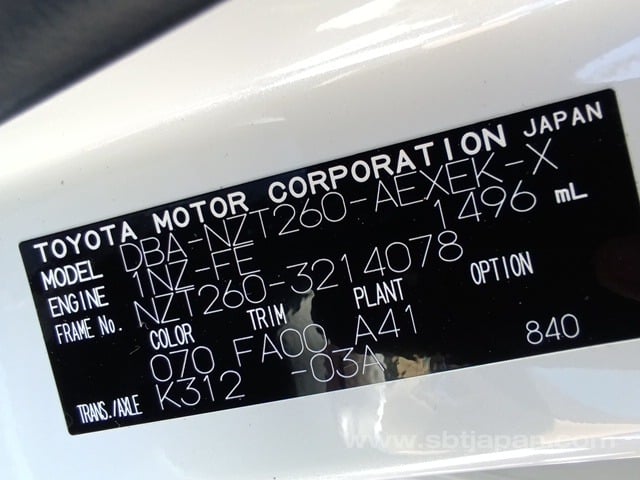 TOYOTA MOTOR CORPORATION JAPAN
MODEL DBA-NZT260-AEXEK-X
ENGINE 1NZ-FE 1496 mL
FRAME No. NZT260-3214078
COLOR TRIM PLANT OPTION
070 FA00 A41 840
TRANS./AXLE K312 -03A
www.sbtjapan.com